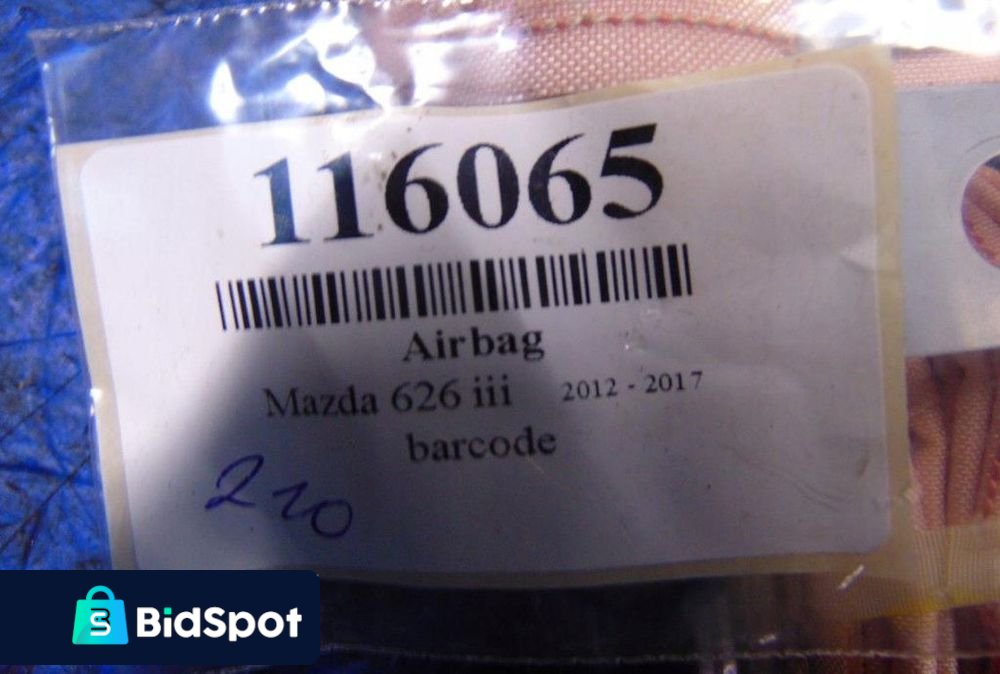 116065
Airbag
Mazda 626 iii 2012 - 2017
barcode
210
BidSpot